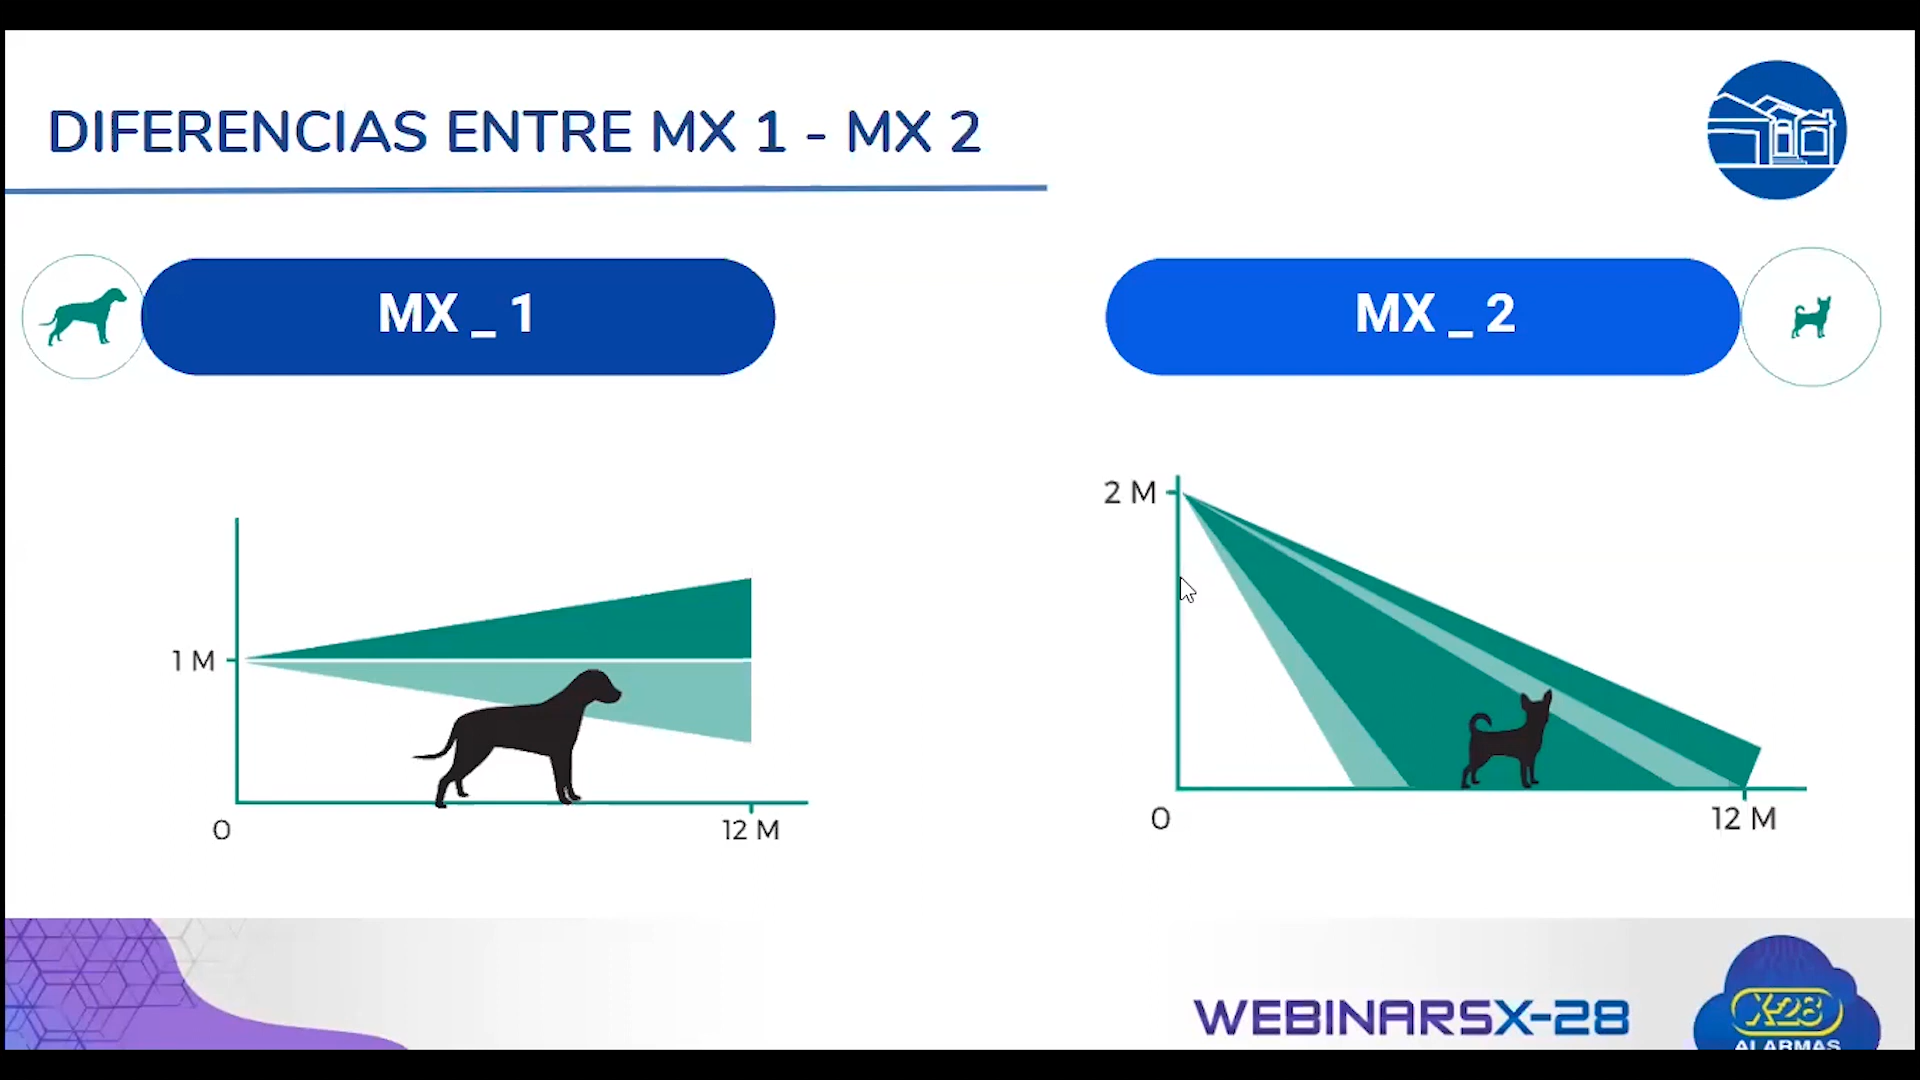 DIFERENCIAS ENTRE MX 1 - MX 2
MX _ 1
MX _ 2
1 M
0
12 M
2 M
0
12 M
WEBINARSX-28
X-28
ALARMAS